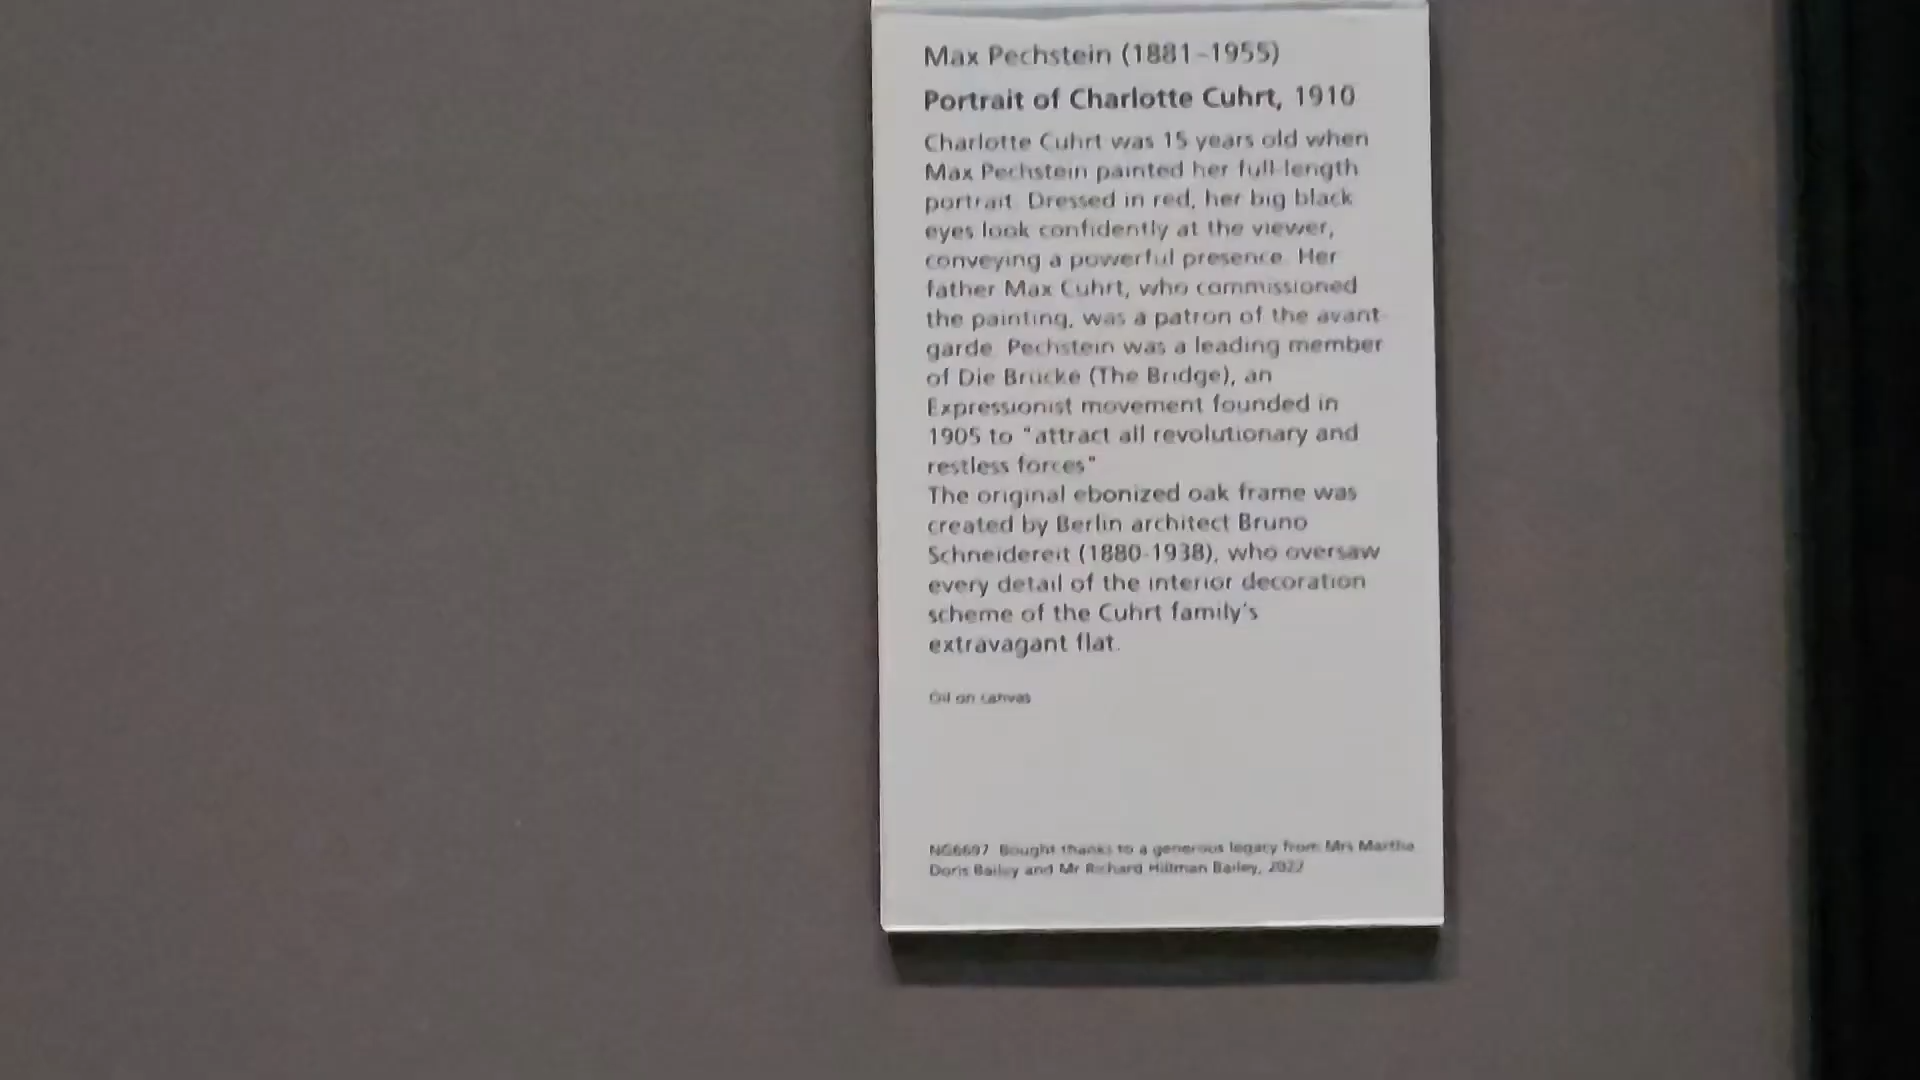 Max Pechstein (1881–1955)
Portrait of Charlotte Cuhrt, 1910
Charlotte Cuhrt was 15 years old when
Max Pechstein painted her full-length
portrait. Dressed in red, her big black
eyes look confidently at the viewer,
conveying a powerful presence. Her
father Max Cuhrt, who commissioned
the painting, was a patron of the avant-
garde. Pechstein was a leading member
of Die Brücke (The Bridge), an
Expressionist movement founded in
1905 to "attract all revolutionary and
restless forces"
The original ebonized oak frame was
created by Berlin architect Bruno
Schneidereit (1880-1938), who oversaw
every detail of the interior decoration
scheme of the Cuhrt family's
extravagant flat.
Oil on canvas
NG6697. Bought thanks to a generous legacy from Mrs Martha
Doris Bailey and Mr Richard Hillman Bailey, 2022